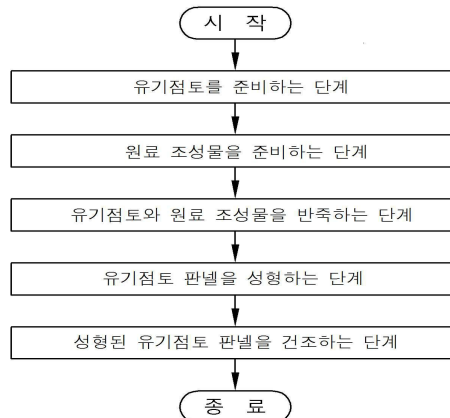 시 작
유기점토를 준비하는 단계
원료 조성물을 준비하는 단계
유기점토와 원료 조성물을 반죽하는 단계
유기점토 판넬을 성형하는 단계
성형된 유기점토 판넬을 건조하는 단계
종 료